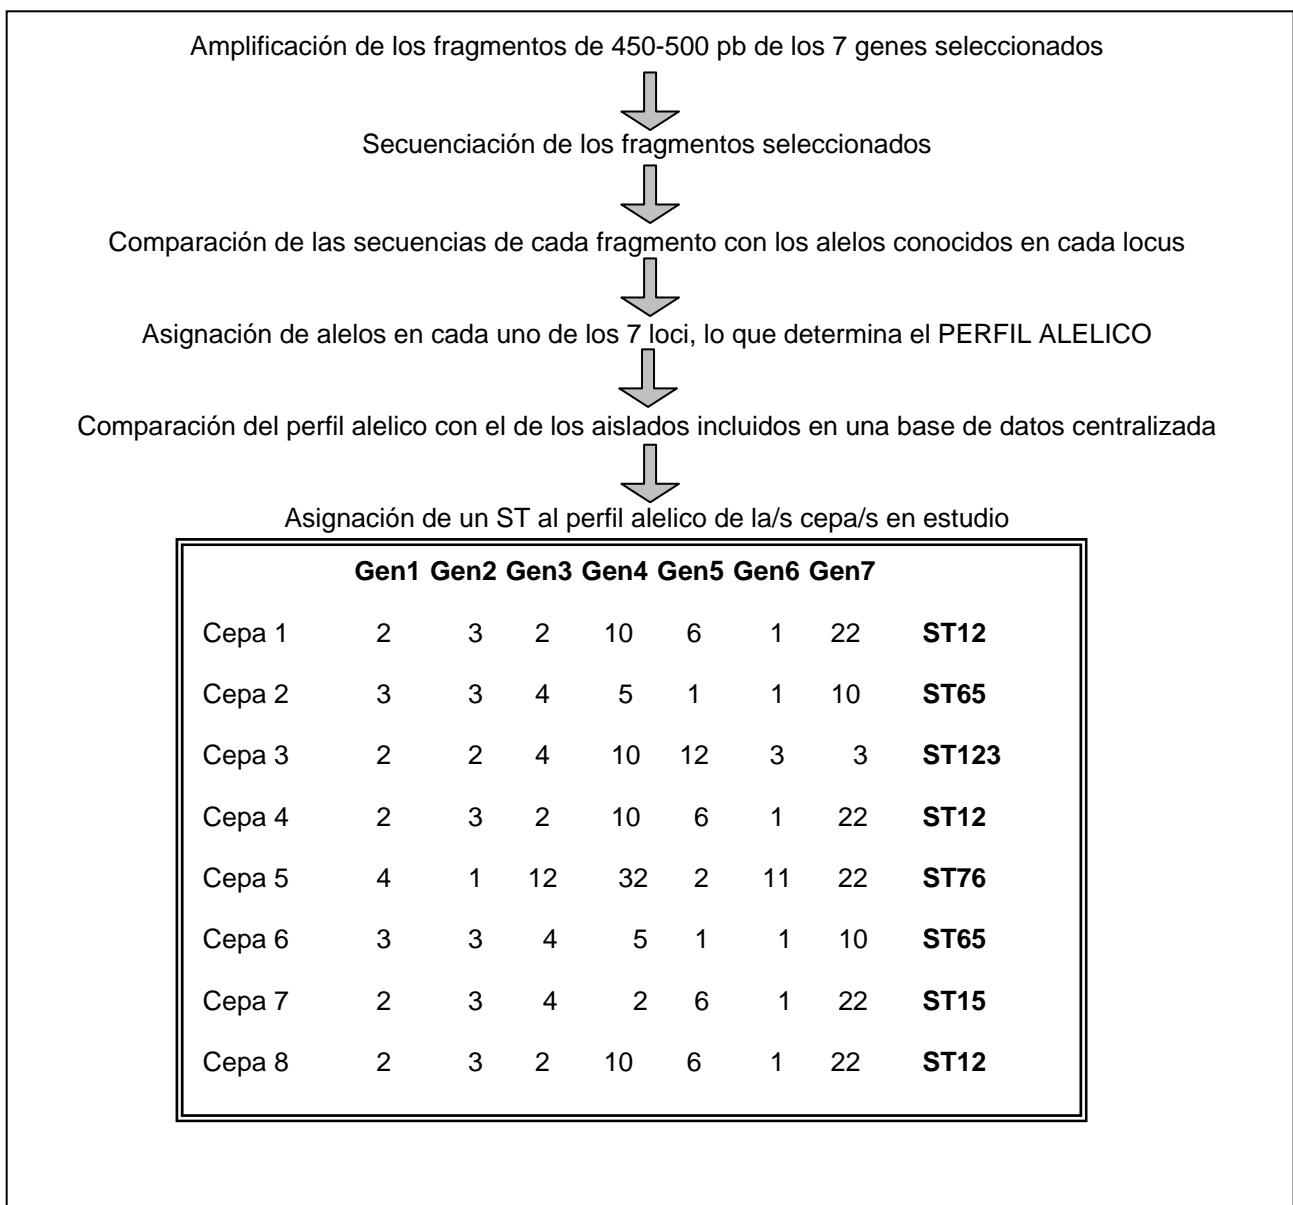 Amplificación de los fragmentos de 450-500 pb de los 7 genes seleccionados
Secuenciación de los fragmentos seleccionados
Comparación de las secuencias de cada fragmento con los alelos conocidos en cada locus
Asignación de alelos en cada uno de los 7 loci, lo que determina el PERFIL ALELICO
Comparación del perfil alelico con el de los aislados incluidos en una base de datos centralizada
Asignación de un ST al perfil alelico de la/s cepa/s en estudio
Gen1 Gen2 Gen3 Gen4 Gen5 Gen6 Gen7
Cepa 1 2 3 2 10 6 1 22 ST12
Cepa 2 3 3 4 5 1 1 10 ST65
Cepa 3 2 2 4 10 12 3 3 ST123
Cepa 4 2 3 2 10 6 1 22 ST12
Cepa 5 4 1 12 32 2 11 22 ST76
Cepa 6 3 3 4 5 1 1 10 ST65
Cepa 7 2 3 4 2 6 1 22 ST15
Cepa 8 2 3 2 10 6 1 22 ST12